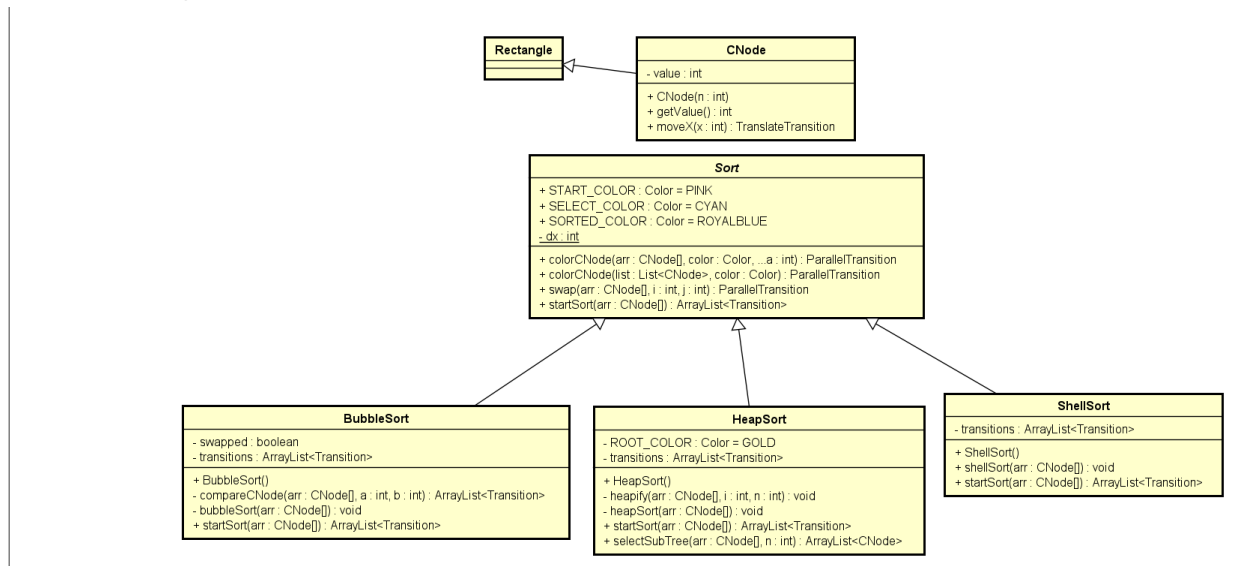 Rectangle
CNode
- value : int
+ CNode(n : int)
+ getValue() : int
+ moveX(x : int) : TranslateTransition
Sort
+ START_COLOR : Color = PINK
+ SELECT_COLOR : Color = CYAN
+ SORTED_COLOR : Color = ROYALBLUE
- dx : int
+ colorCNode(arr : CNode[], color : Color, ...a : int) : ParallelTransition
+ colorCNode(list : List<CNode>, color : Color) : ParallelTransition
+ swap(arr : CNode[], i : int, j : int) : ParallelTransition
+ startSort(arr : CNode[]) : ArrayList<Transition>
BubbleSort
- swapped : boolean
- transitions : ArrayList<Transition>
+ BubbleSort()
- compareCNode(arr : CNode[], a : int, b : int) : ArrayList<Transition>
- bubbleSort(arr : CNode[]) : void
+ startSort(arr : CNode[]) : ArrayList<Transition>
HeapSort
- ROOT_COLOR : Color = GOLD
- transitions : ArrayList<Transition>
+ HeapSort()
- heapify(arr : CNode[], i : int, n : int) : void
- heapSort(arr : CNode[]) : void
+ startSort(arr : CNode[]) : ArrayList<Transition>
+ selectSubTree(arr : CNode[], n : int) : ArrayList<CNode>
ShellSort
- transitions : ArrayList<Transition>
+ ShellSort()
+ shellSort(arr : CNode[]) : void
+ startSort(arr : CNode[]) : ArrayList<Transition>